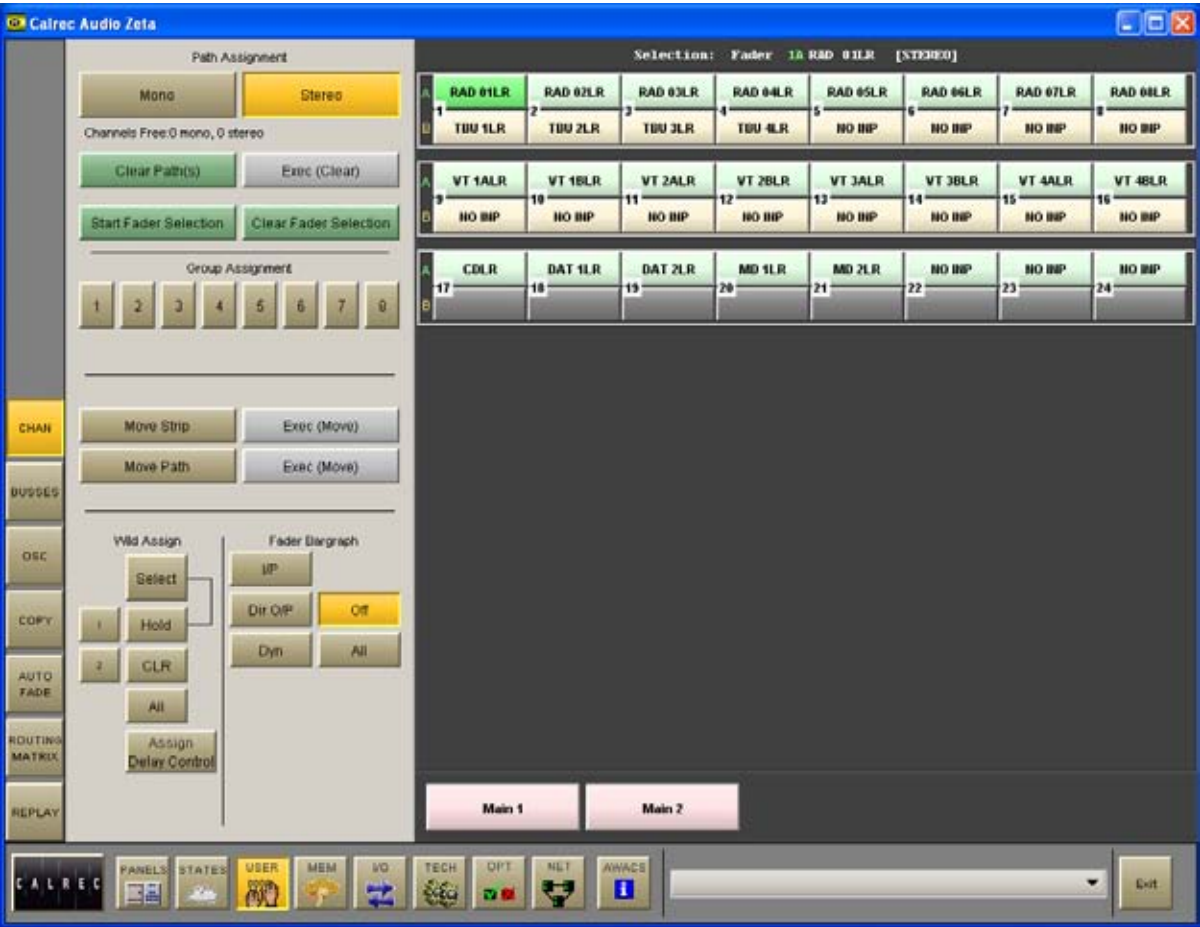 Calrec Audio Zeta
Path Assignment
Mono Stereo
Channels Free:0 mono, 0 stereo
Clear Path(s) Exec (Clear)
Start Fader Selection Clear Fader Selection
Group Assignment
1 2 3 4 5 6 7 8
Move Strip Exec (Move)
Move Path Exec (Move)
Wild Assign
Select
1 Hold
2 CLR
All
Assign
Delay Control
Fader Bargraph
I/P
Dir O/P Off
Dyn All
CHAN
BUSSES
OSC
COPY
AUTO
FADE
ROUTING
MATRIX
REPLAY
Selection: Fader 1A RAD 01LR [STEREO]
A RAD 01LR RAD 02LR RAD 03LR RAD 04LR RAD 05LR RAD 06LR RAD 07LR RAD 08LR
1 2 3 4 5 6 7 8
B TBU 1LR TBU 2LR TBU 3LR TBU 4LR NO INP NO INP NO INP NO INP
A VT 1ALR VT 1BLR VT 2ALR VT 2BLR VT 3ALR VT 3BLR VT 4ALR VT 4BLR
9 10 11 12 13 14 15 16
B NO INP NO INP NO INP NO INP NO INP NO INP NO INP NO INP
A CDLR DAT 1LR DAT 2LR MD 1LR MD 2LR NO INP NO INP NO INP
17 18 19 20 21 22 23 24
B
Main 1 Main 2
CALREC PANELS STATES USER MEM I/O TECH OPT NET AWACS Exit